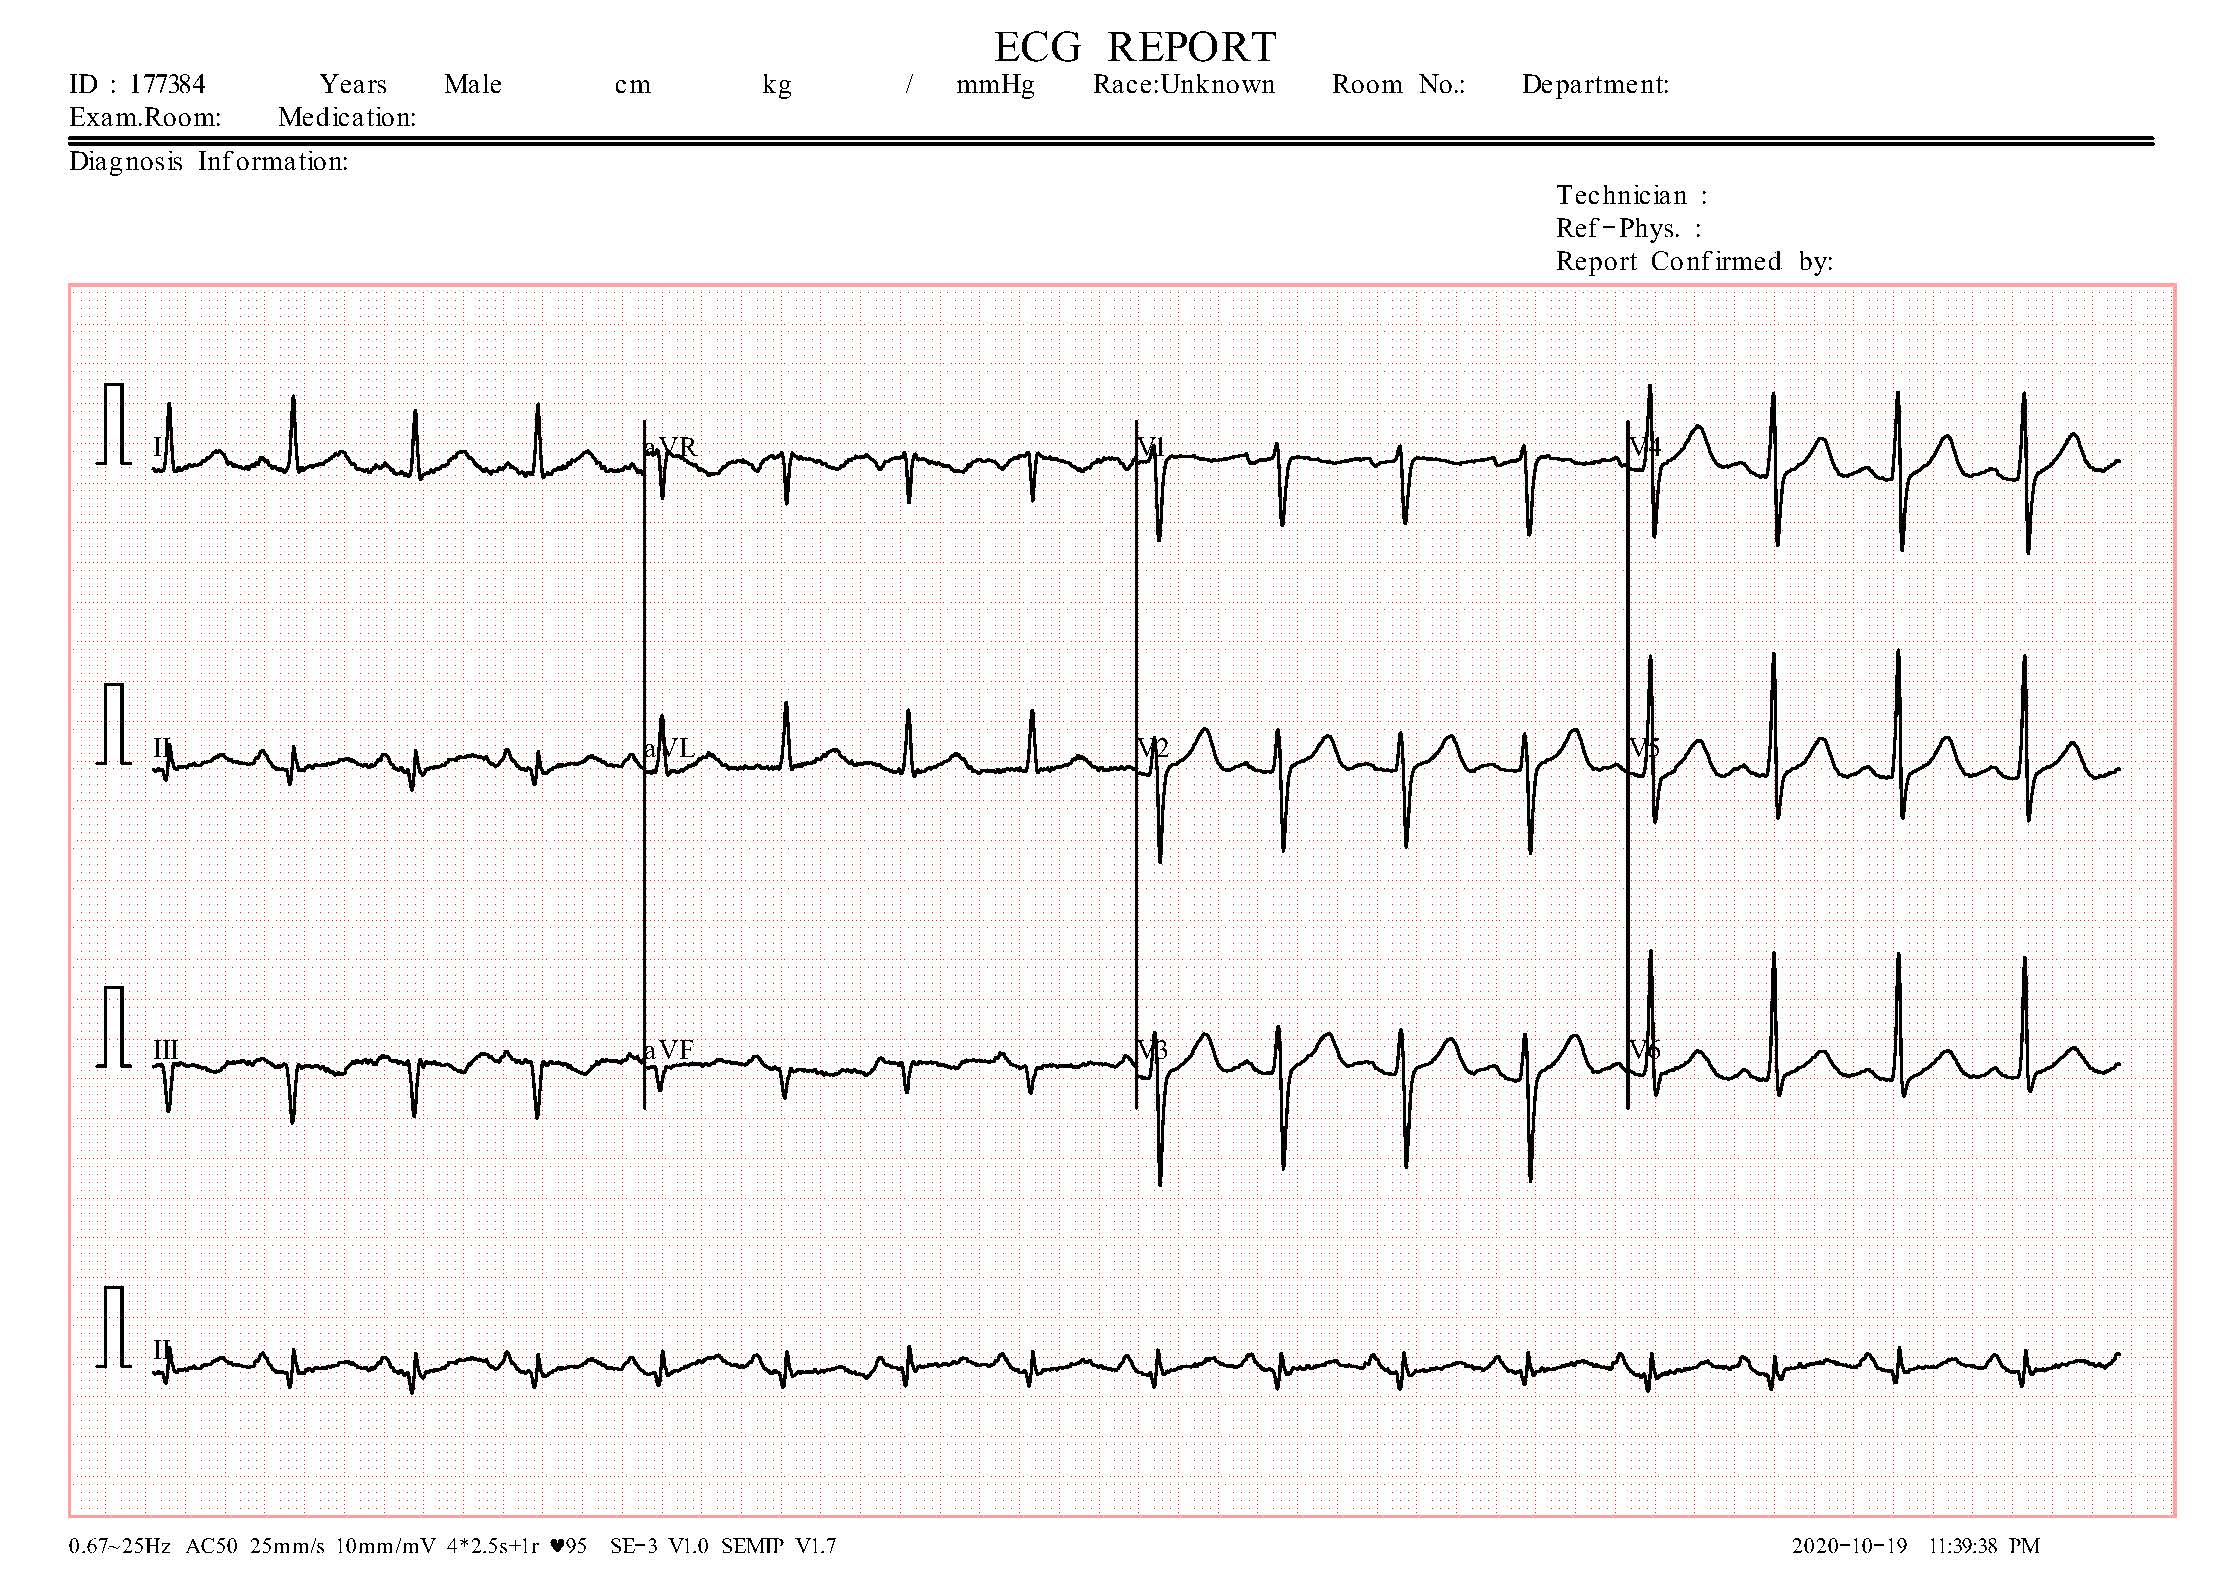 ECG REPORT
ID : 177384 Years Male cm kg / mmHg Race:Unknown Room No.: Department:
Exam.Room: Medication:
Diagnosis Information:
Technician :
Ref-Phys. :
Report Confirmed by:
I aVR V1 V4
II aVL V2 V5
III aVF V3 V6
II
0.67~25Hz AC50 25mm/s 10mm/mV 4*2.5s+1r ♥95 SE-3 V1.0 SEMIP V1.7 2020-10-19 11:39:38 PM